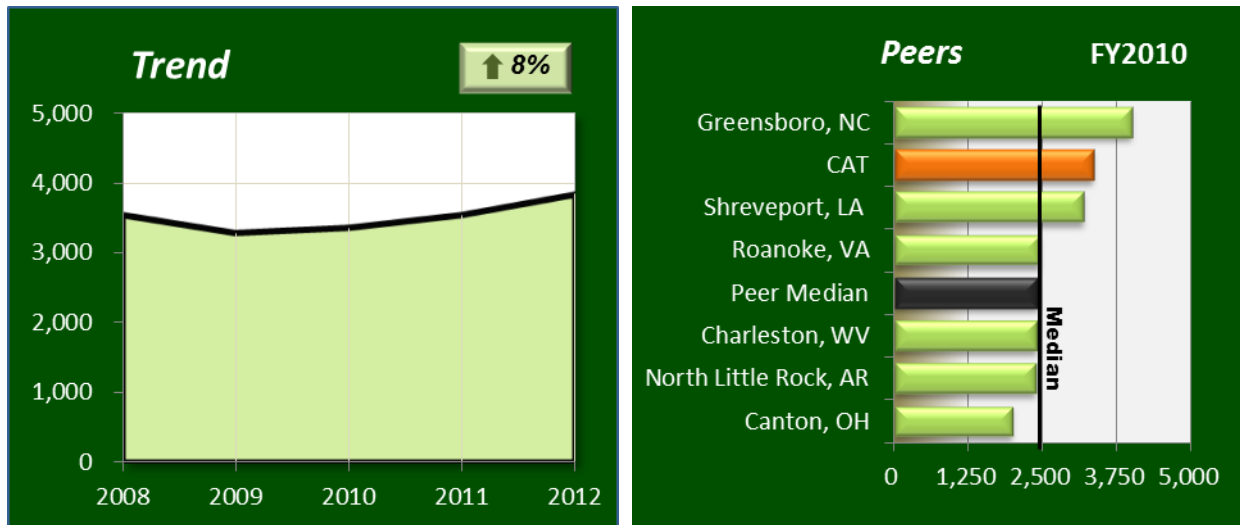 Trend
8%
5,000
4,000
3,000
2,000
1,000
0
2008 2009 2010 2011 2012
Peers FY2010
Greensboro, NC
CAT
Shreveport, LA
Roanoke, VA
Peer Median
Charleston, WV
North Little Rock, AR
Canton, OH
Median
0 1,250 2,500 3,750 5,000